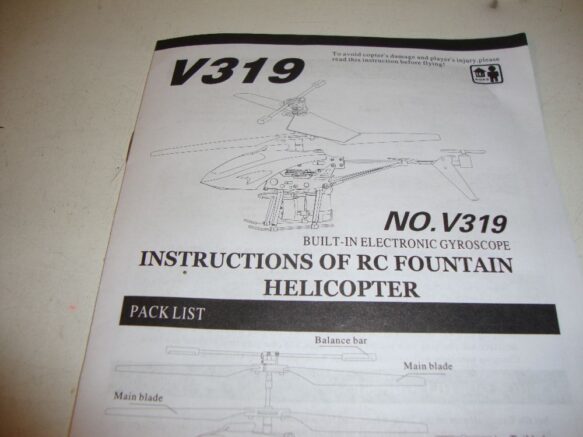 V319
To avoid copter's damage and player's injury, please
read this instruction before flying!
NO.V319
BUILT-IN ELECTRONIC GYROSCOPE
INSTRUCTIONS OF RC FOUNTAIN
HELICOPTER
PACK LIST
Balance bar
Main blade
Main blade